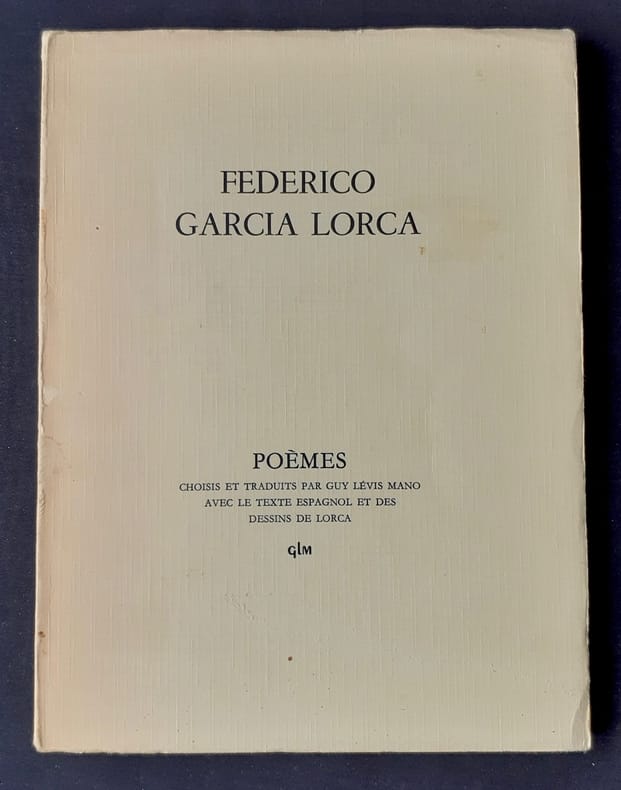 FEDERICO
GARCIA LORCA
POÈMES
CHOISIS ET TRADUITS PAR GUY LÉVIS MANO
AVEC LE TEXTE ESPAGNOL ET DES
DESSINS DE LORCA
GLM